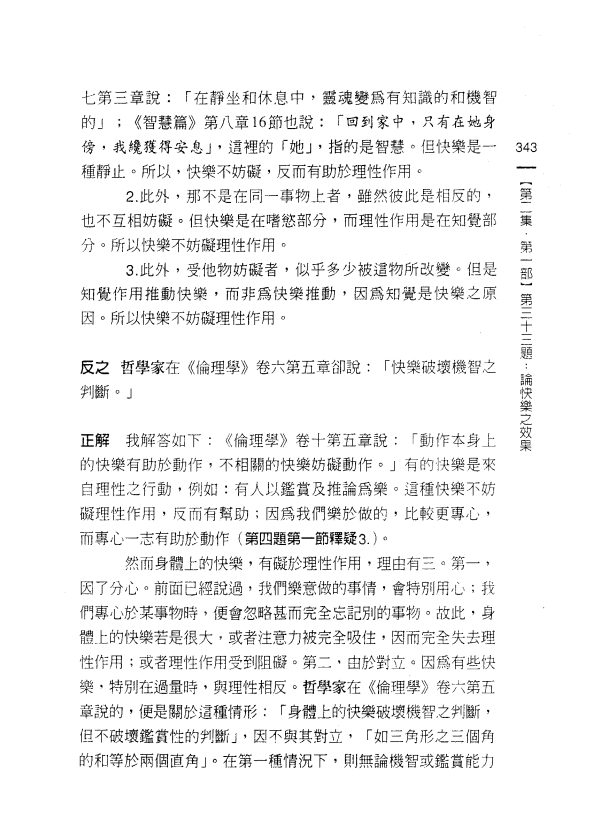 七第三章說：「在靜坐和休息中，靈魂變爲有知識的和機智
的」；《智慧篇》第八章16節也說：「回到家中，只有在她身
傍，我纔獲得安息」，這裡的「她」，指的是智慧。但快樂是一
種靜止。所以，快樂不妨礙，反而有助於理性作用。
2.此外，那不是在同一事物上者，雖然彼此是相反的，
也不互相妨礙。但快樂是在嗜慾部分，而理性作用是在知覺部
分。所以快樂不妨礙理性作用。
3.此外，受他物妨礙者，似乎多少被這物所改變。但是
知覺作用推動快樂，而非爲快樂推動，因爲知覺是快樂之原
因。所以快樂不妨礙理性作用。
反之 哲學家在《倫理學》卷六第五章卻說：「快樂破壞機智之
判斷。」
正解 我解答如下：《倫理學》卷十第五章說：「動作本身上
的快樂有助於動作，不相關的快樂妨礙動作。」有的快樂是來
自理性之行動，例如：有人以鑑賞及推論爲樂。這種快樂不妨
礙理性作用，反而有幫助；因爲我們樂於做的，比較更專心，
而專心一志有助於動作（第四題第一節釋疑3.）。
然而身體上的快樂，有礙於理性作用，理由有三。第一，
因了分心。前面已經說過，我們樂意做的事情，會特別用心；我
們專心於某事物時，便會忽略甚而完全忘記別的事物。故此，身
體上的快樂若是很大，或者注意力被完全吸住，因而完全失去理
性作用；或者理性作用受到阻礙。第二，由於對立。因爲有些快
樂，特別在過量時，與理性相反。哲學家在《倫理學》卷六第五
章說的，便是關於這種情形：「身體上的快樂破壞機智之判斷，
但不破壞鑑賞性的判斷」，因不與其對立，「如三角形之三個角
的和等於兩個直角」。在第一種情況下，則無論機智或鑑賞能力
343
【第二集．第一部】第三十三題：論快樂之效果